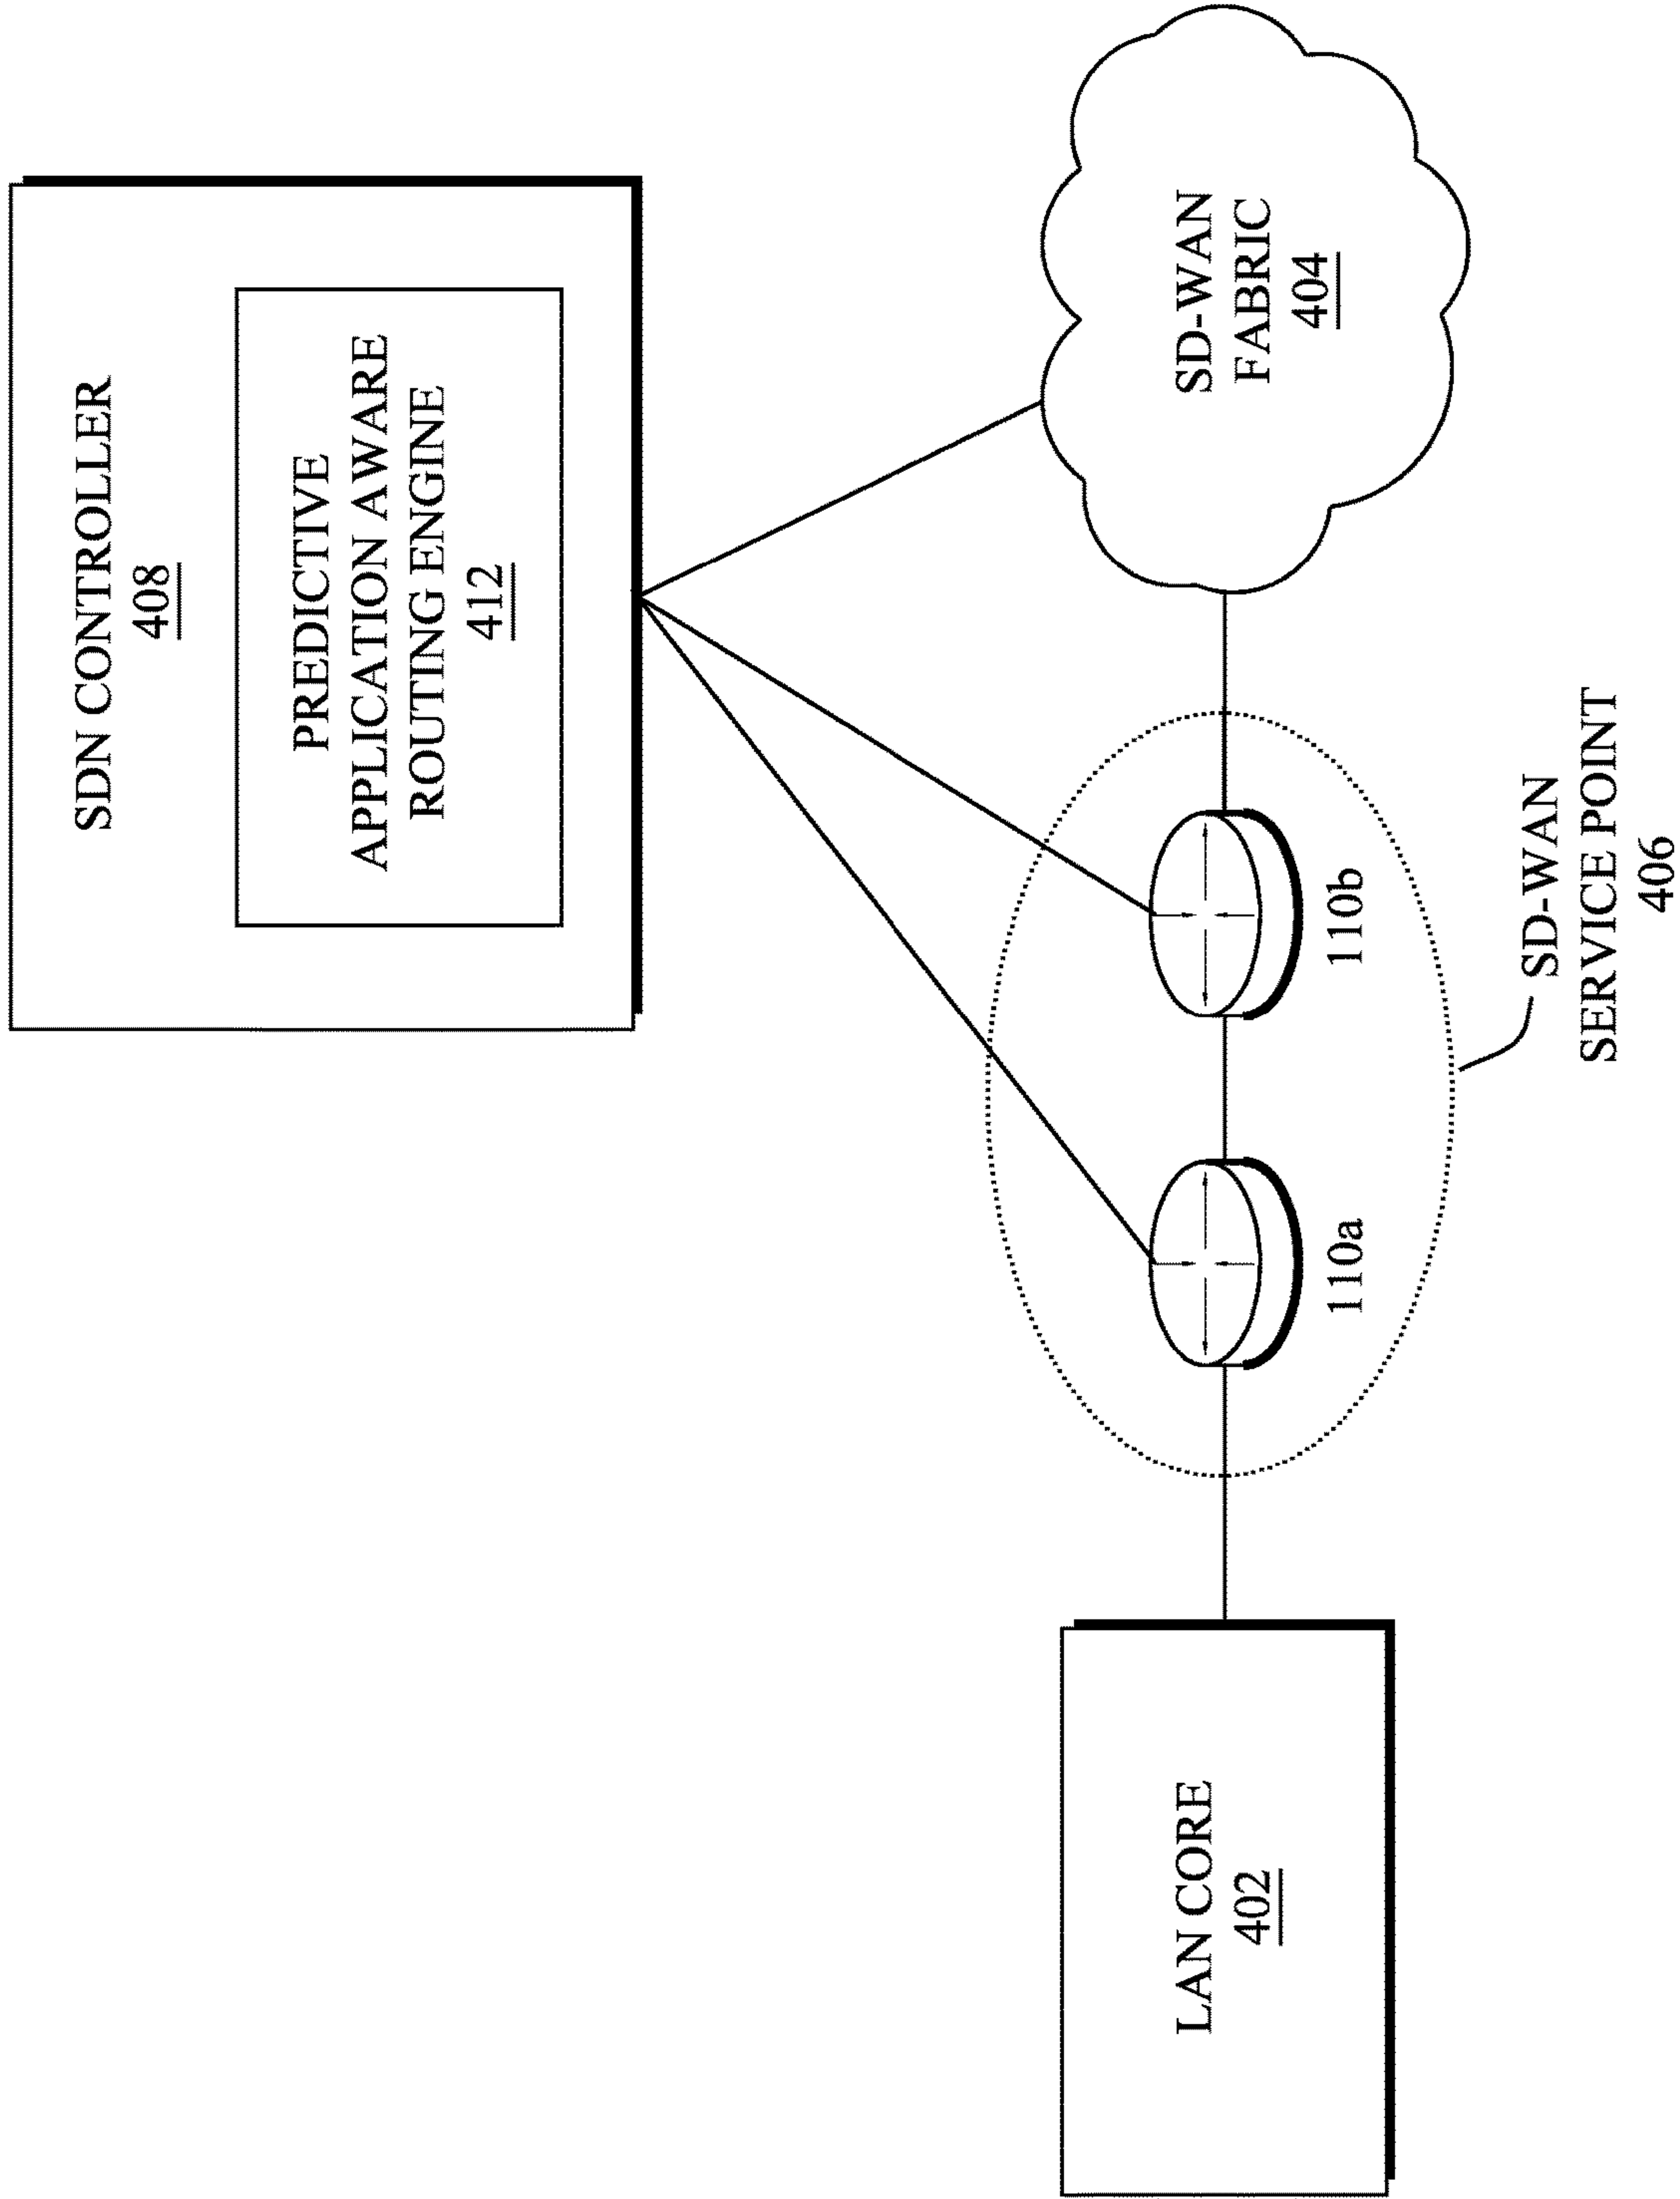 SDN CONTROLLER
408
PREDICTIVE
APPLICATION AWARE
ROUTING ENGINE
412
LAN CORE
402
110a
110b
SD-WAN
FABRIC
404
SD-WAN
SERVICE POINT
406